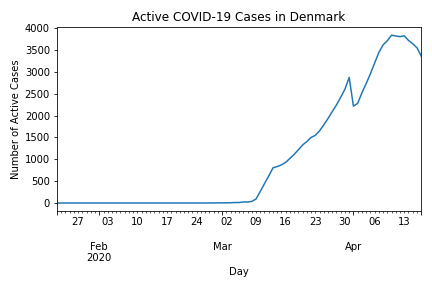 Active COVID-19 Cases in Denmark
Number of Active Cases
4000
3500
3000
2500
2000
1500
1000
500
0
27 03 10 17 24 02 09 16 23 30 06 13
Feb Mar Apr
2020
Day